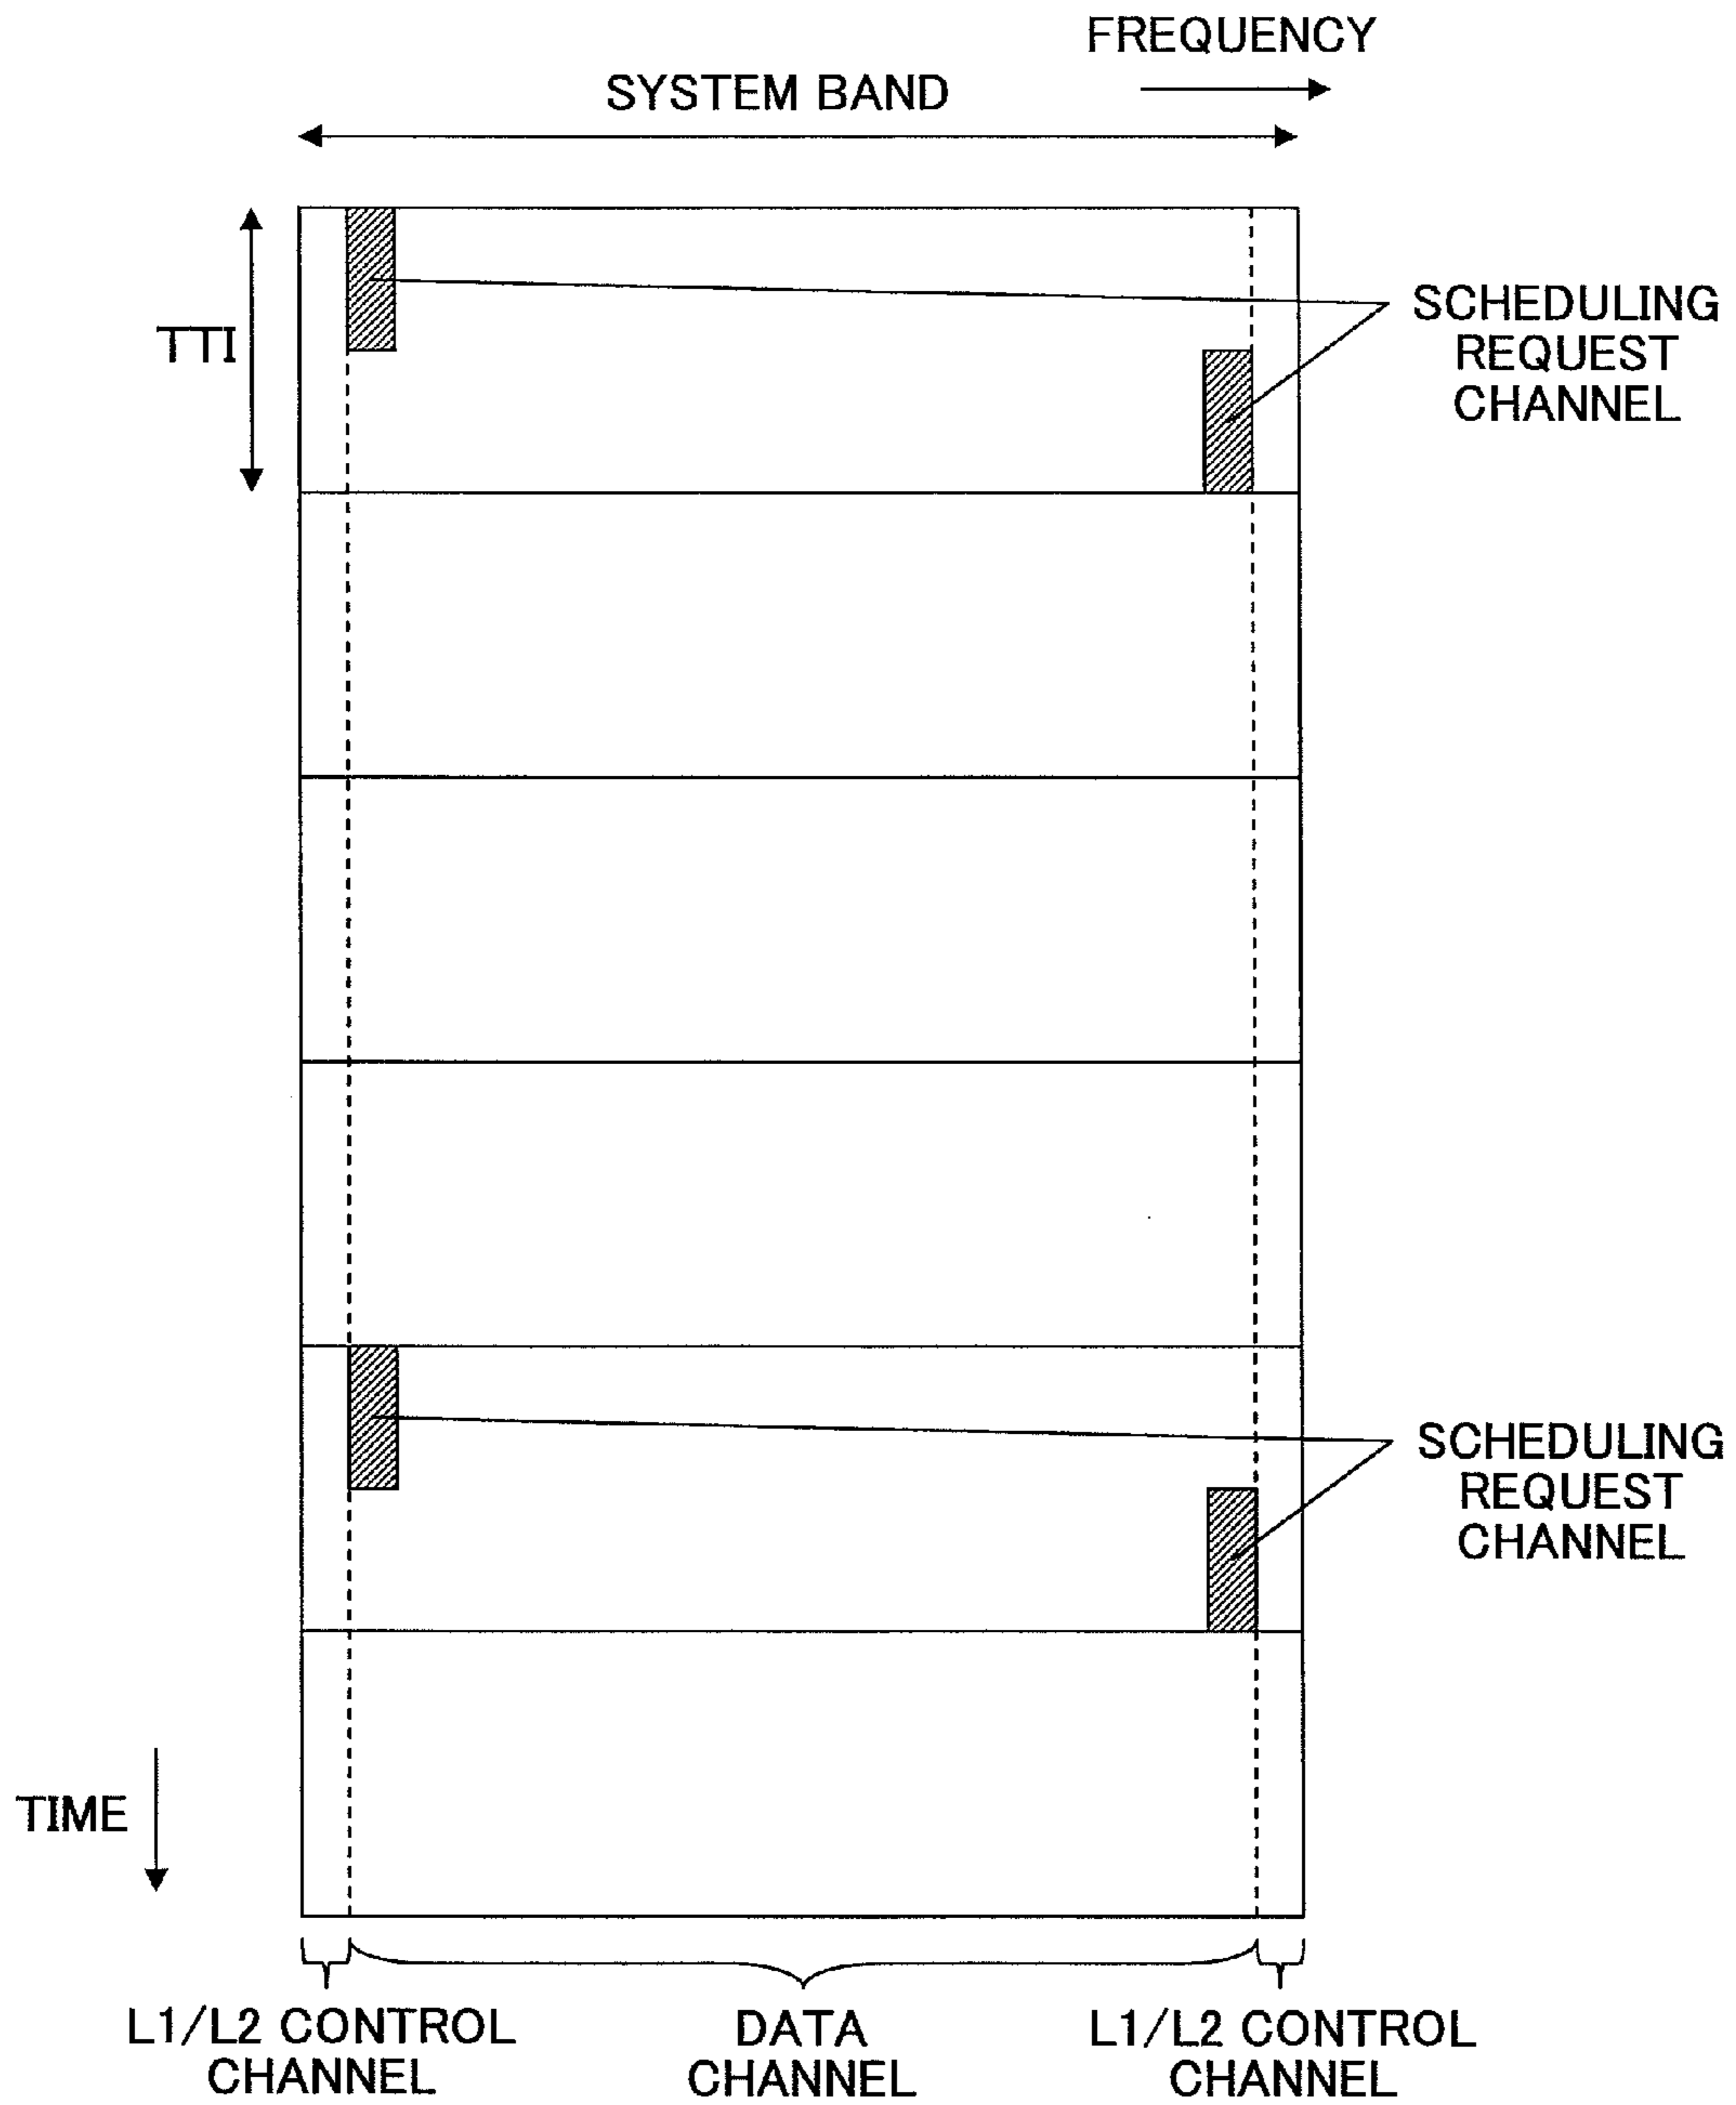 FREQUENCY
SYSTEM BAND
TTI
SCHEDULING
REQUEST
CHANNEL
SCHEDULING
REQUEST
CHANNEL
TIME
L1/L2 CONTROL
CHANNEL
DATA
CHANNEL
L1/L2 CONTROL
CHANNEL